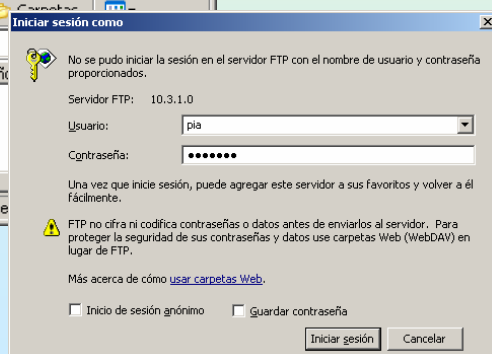 Carpetas
Iniciar sesión como
No se pudo iniciar la sesión en el servidor FTP con el nombre de usuario y contraseña
proporcionados.
Servidor FTP: 10.3.1.0
Usuario: pia
Contraseña: ●●●●●●●
Una vez que inicie sesión, puede agregar este servidor a sus favoritos y volver a él
fácilmente.
FTP no cifra ni codifica contraseñas o datos antes de enviarlos al servidor. Para
proteger la seguridad de sus contraseñas y datos use carpetas Web (WebDAV) en
lugar de FTP.
Más acerca de cómo usar carpetas Web.
Inicio de sesión anónimo Guardar contraseña
Iniciar sesión Cancelar